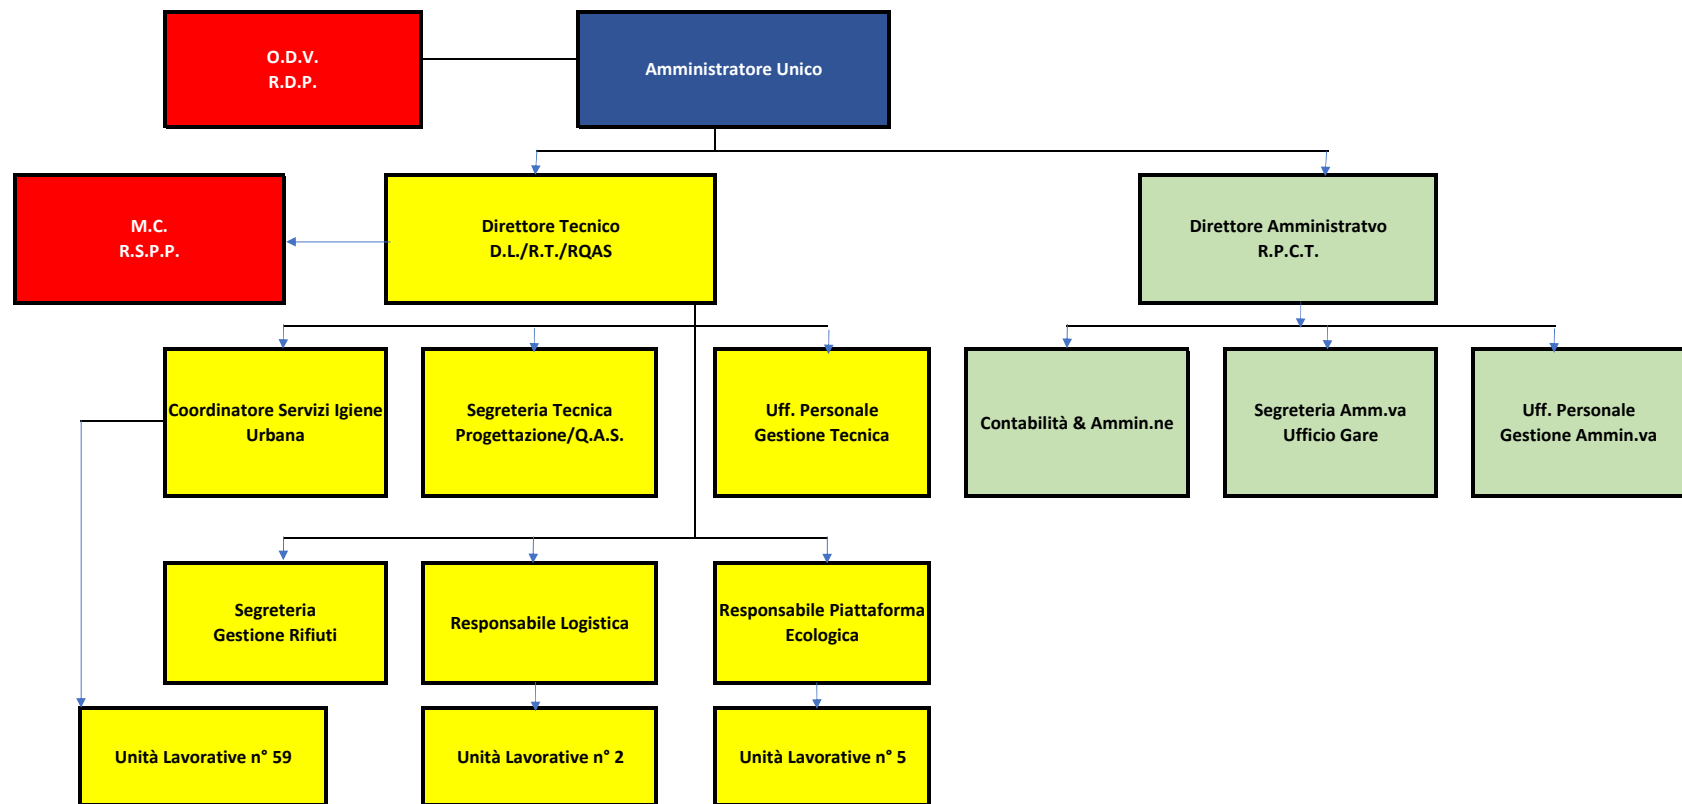 O.D.V.
R.D.P.
Amministratore Unico
M.C.
R.S.P.P.
Direttore Tecnico
D.L./R.T./RQAS
Direttore Amministratvo
R.P.C.T.
Coordinatore Servizi Igiene
Urbana
Segreteria Tecnica
Progettazione/Q.A.S.
Uff. Personale
Gestione Tecnica
Contabilità & Ammin.ne
Segreteria Amm.va
Ufficio Gare
Uff. Personale
Gestione Ammin.va
Segreteria
Gestione Rifiuti
Responsabile Logistica
Responsabile Piattaforma
Ecologica
Unità Lavorative n° 59
Unità Lavorative n° 2
Unità Lavorative n° 5